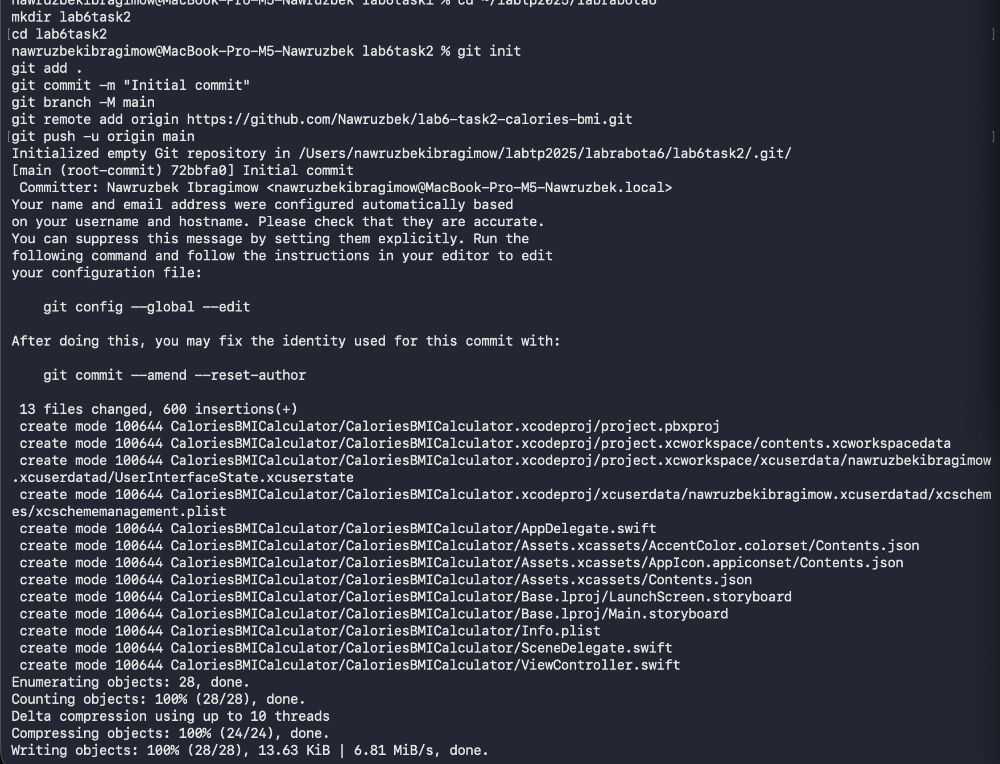 nawruzbekibragimow@MacBook-Pro-M5-Nawruzbek lab6task1 % cd ~/labtp2025/labrabota6
mkdir lab6task2
[cd lab6task2 ]
nawruzbekibragimow@MacBook-Pro-M5-Nawruzbek lab6task2 % git init
git add .
git commit -m "Initial commit"
git branch -M main
git remote add origin https://github.com/Nawruzbek/lab6-task2-calories-bmi.git
[git push -u origin main ]
Initialized empty Git repository in /Users/nawruzbekibragimow/labtp2025/labrabota6/lab6task2/.git/
[main (root-commit) 72bbfa0] Initial commit
 Committer: Nawruzbek Ibragimow <nawruzbekibragimow@MacBook-Pro-M5-Nawruzbek.local>
Your name and email address were configured automatically based
on your username and hostname. Please check that they are accurate.
You can suppress this message by setting them explicitly. Run the
following command and follow the instructions in your editor to edit
your configuration file:

    git config --global --edit

After doing this, you may fix the identity used for this commit with:

    git commit --amend --reset-author

 13 files changed, 600 insertions(+)
 create mode 100644 CaloriesBMICalculator/CaloriesBMICalculator.xcodeproj/project.pbxproj
 create mode 100644 CaloriesBMICalculator/CaloriesBMICalculator.xcodeproj/project.xcworkspace/contents.xcworkspacedata
 create mode 100644 CaloriesBMICalculator/CaloriesBMICalculator.xcodeproj/project.xcworkspace/xcuserdata/nawruzbekibragimow
.xcuserdatad/UserInterfaceState.xcuserstate
 create mode 100644 CaloriesBMICalculator/CaloriesBMICalculator.xcodeproj/xcuserdata/nawruzbekibragimow.xcuserdatad/xcschem
es/xcschememanagement.plist
 create mode 100644 CaloriesBMICalculator/CaloriesBMICalculator/AppDelegate.swift
 create mode 100644 CaloriesBMICalculator/CaloriesBMICalculator/Assets.xcassets/AccentColor.colorset/Contents.json
 create mode 100644 CaloriesBMICalculator/CaloriesBMICalculator/Assets.xcassets/AppIcon.appiconset/Contents.json
 create mode 100644 CaloriesBMICalculator/CaloriesBMICalculator/Assets.xcassets/Contents.json
 create mode 100644 CaloriesBMICalculator/CaloriesBMICalculator/Base.lproj/LaunchScreen.storyboard
 create mode 100644 CaloriesBMICalculator/CaloriesBMICalculator/Base.lproj/Main.storyboard
 create mode 100644 CaloriesBMICalculator/CaloriesBMICalculator/Info.plist
 create mode 100644 CaloriesBMICalculator/CaloriesBMICalculator/SceneDelegate.swift
 create mode 100644 CaloriesBMICalculator/CaloriesBMICalculator/ViewController.swift
Enumerating objects: 28, done.
Counting objects: 100% (28/28), done.
Delta compression using up to 10 threads
Compressing objects: 100% (24/24), done.
Writing objects: 100% (28/28), 13.63 KiB | 6.81 MiB/s, done.